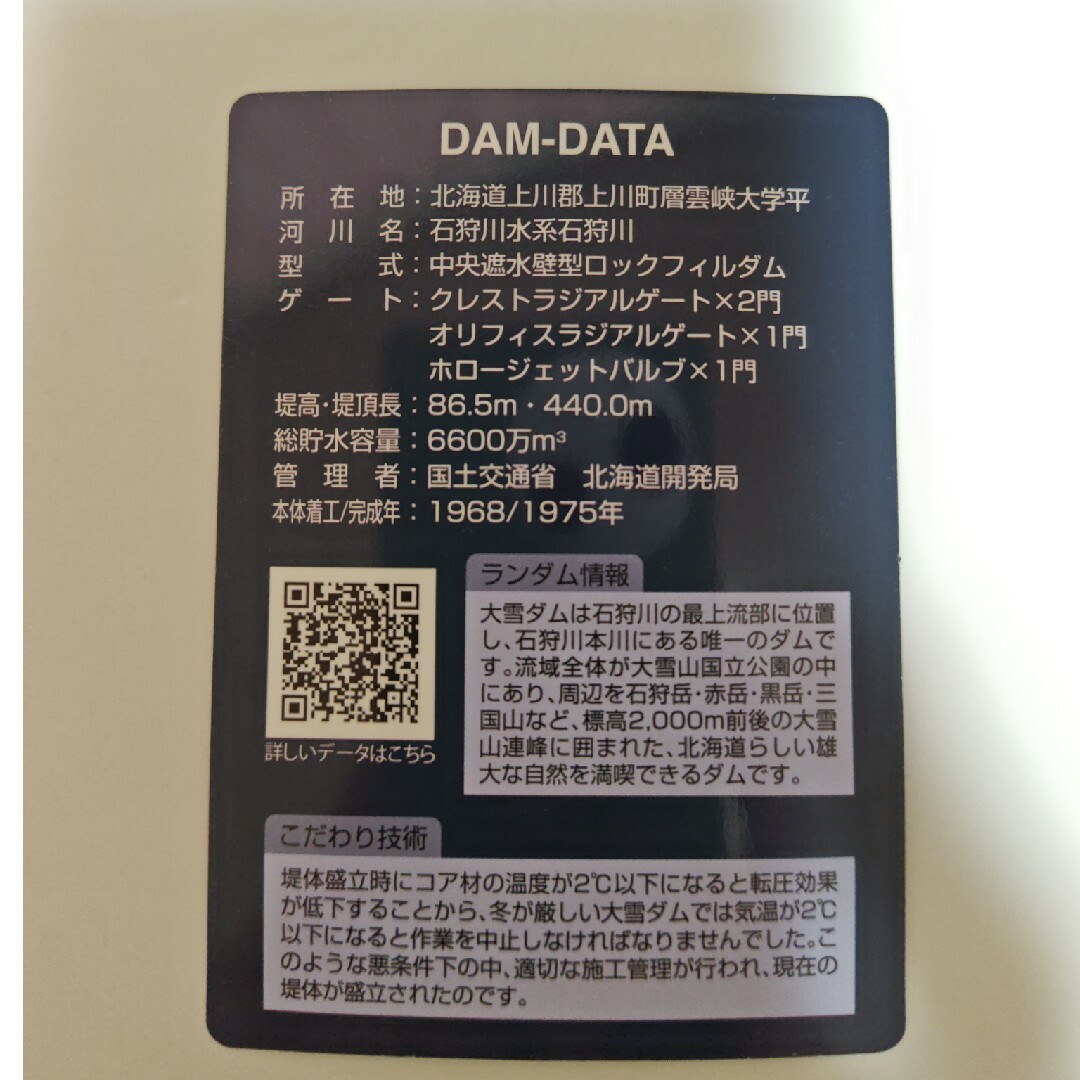 DAM-DATA
所在地：北海道上川郡上川町層雲峡大学平
河川名：石狩川水系石狩川
型式：中央遮水壁型ロックフィルダム
ゲート：クレストラジアルゲート×2門
オリフィスラジアルゲート×1門
ホロージェットバルブ×1門
堤高・堤頂長：86.5m・440.0m
総貯水容量：6600万m³
管理者：国土交通省 北海道開発局
本体着工/完成年：1968/1975年
詳しいデータはこちら
ランダム情報
大雪ダムは石狩川の最上流部に位置
し、石狩川本川にある唯一のダムで
す。流域全体が大雪山国立公園の中
にあり、周辺を石狩岳・赤岳・黒岳・三
国山など、標高2,000m前後の大雪
山連峰に囲まれた、北海道らしい雄
大な自然を満喫できるダムです。
こだわり技術
堤体盛立時にコア材の温度が2℃以下になると転圧効果
が低下することから、冬が厳しい大雪ダムでは気温が2℃
以下になると作業を中止しなければなりませんでした。こ
のような悪条件下の中、適切な施工管理が行われ、現在の
堤体が盛立されたのです。